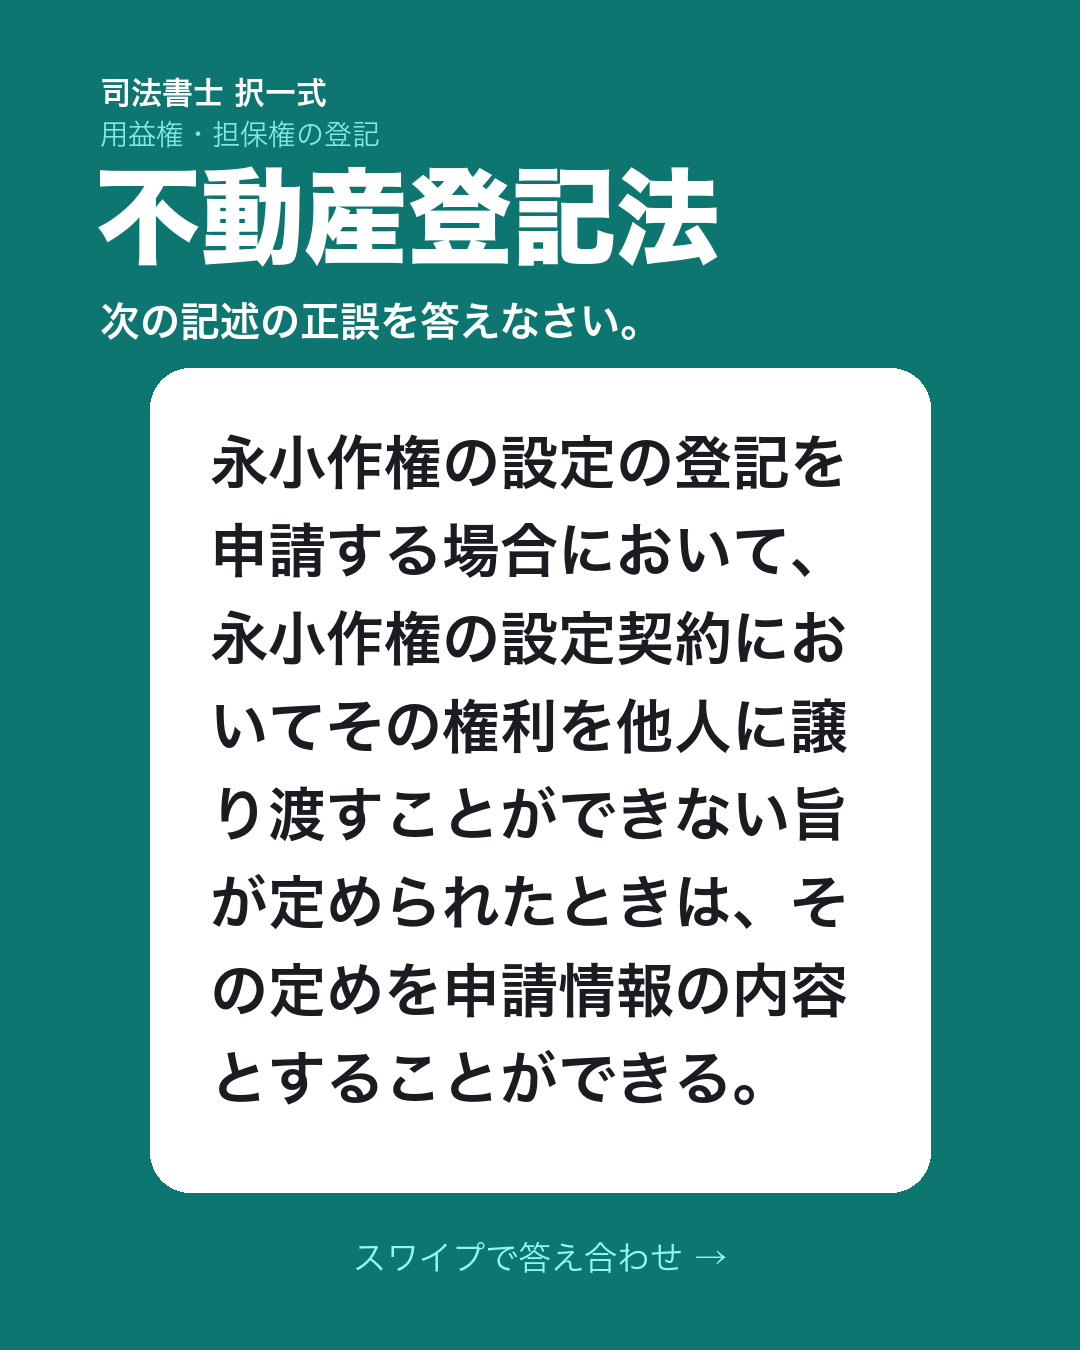 司法書士 択一式
用益権・担保権の登記
不動産登記法
次の記述の正誤を答えなさい。
永小作権の設定の登記を
申請する場合において、
永小作権の設定契約にお
いてその権利を他人に譲
り渡すことができない旨
が定められたときは、そ
の定めを申請情報の内容
とすることができる。
スワイプで答え合わせ →